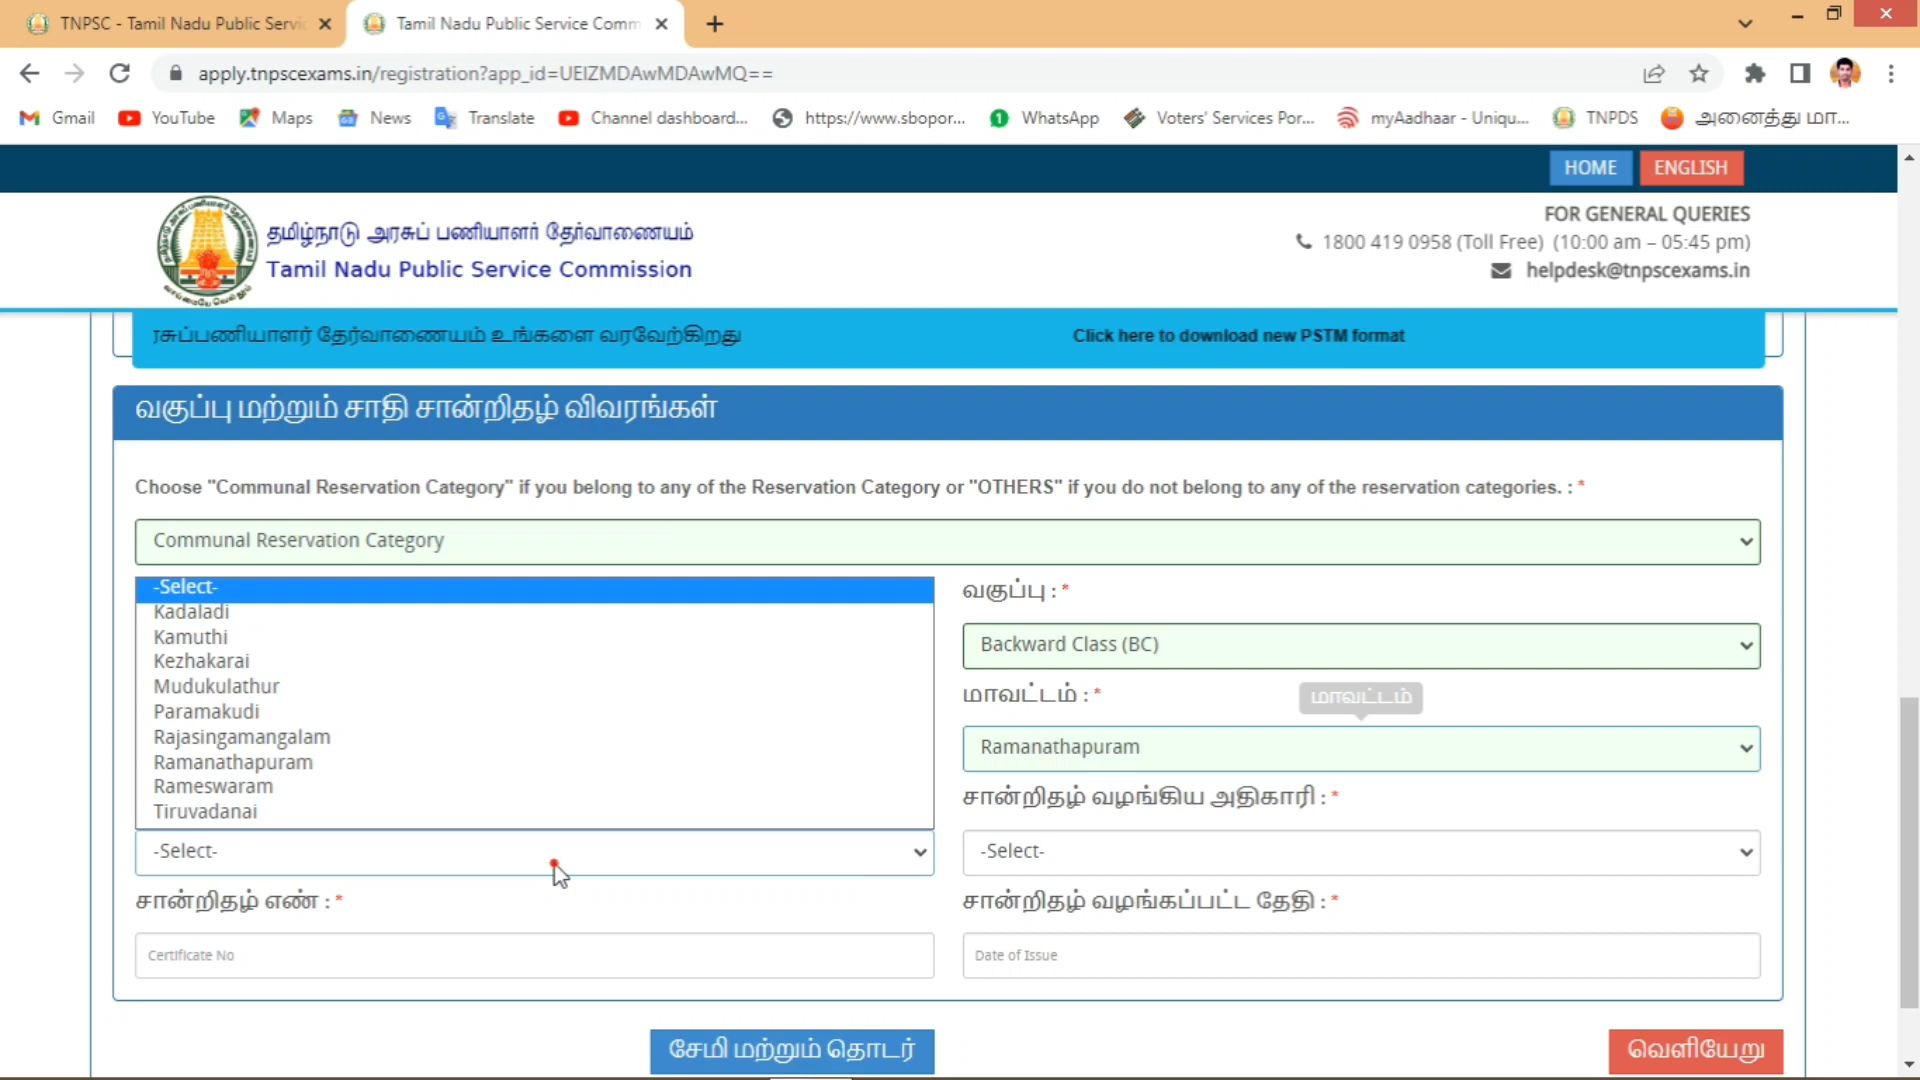 TNPSC - Tamil Nadu Public Servic
Tamil Nadu Public Service Comm
apply.tnpscexams.in/registration?app_id=UElZMDAwMDAwMQ==
Gmail
YouTube
Maps
News
Translate
Channel dashboard...
https://www.sbopor...
1
WhatsApp
Voters' Services Por...
myAadhaar - Uniqu...
TNPDS
அனைத்து மா...
HOME
ENGLISH
தமிழ்நாடு அரசுப் பணியாளர் தேர்வாணையம்
Tamil Nadu Public Service Commission
FOR GENERAL QUERIES
1800 419 0958 (Toll Free) (10:00 am – 05:45 pm)
helpdesk@tnpscexams.in
ரசுப்பணியாளர் தேர்வாணையம் உங்களை வரவேற்கிறது
Click here to download new PSTM format
வகுப்பு மற்றும் சாதி சான்றிதழ் விவரங்கள்
Choose "Communal Reservation Category" if you belong to any of the Reservation Category or "OTHERS" if you do not belong to any of the reservation categories. : *
Communal Reservation Category
-Select-
Kadaladi
Kamuthi
Kezhakarai
Mudukulathur
Paramakudi
Rajasingamangalam
Ramanathapuram
Rameswaram
Tiruvadanai
-Select-
வகுப்பு : *
Backward Class (BC)
மாவட்டம் : *
மாவட்டம்
Ramanathapuram
சான்றிதழ் வழங்கிய அதிகாரி : *
-Select-
சான்றிதழ் எண் : *
Certificate No
சான்றிதழ் வழங்கப்பட்ட தேதி : *
Date of Issue
சேமி மற்றும் தொடர்
வெளியேறு